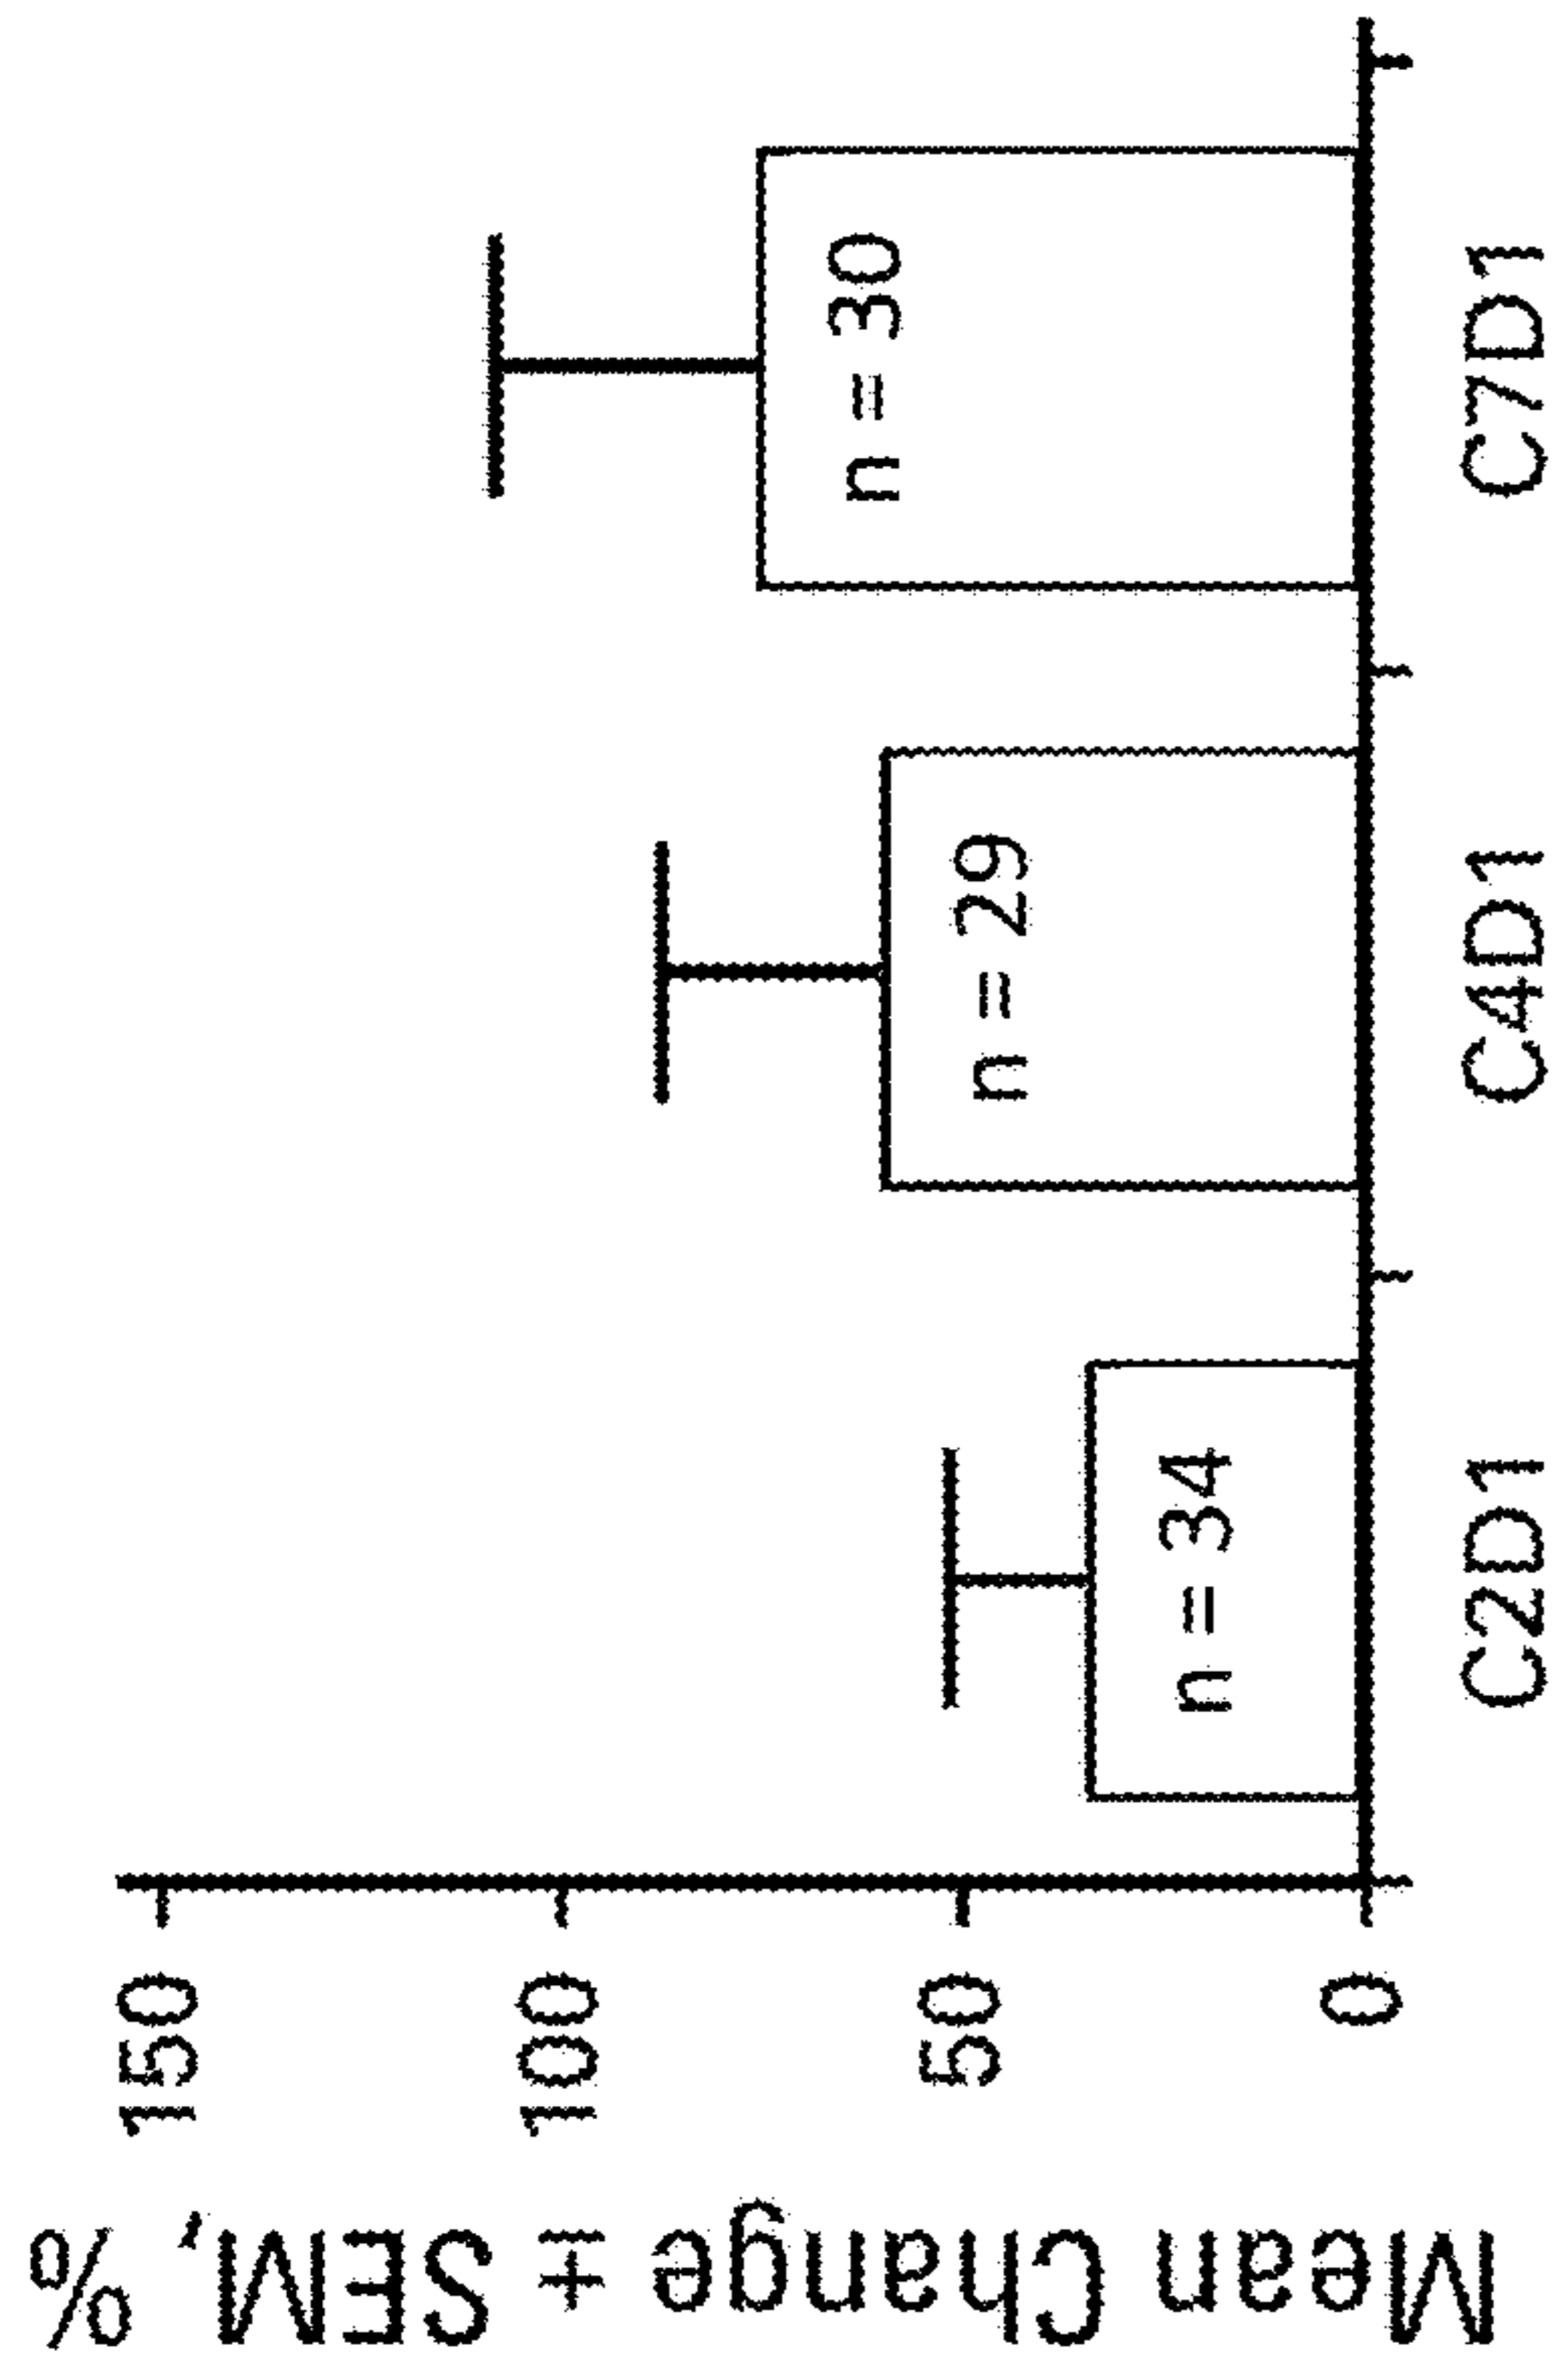 Mean Change ± SEM, %
150
100
50
0
n = 34
n = 29
n = 30
C2D1
C4D1
C7D1